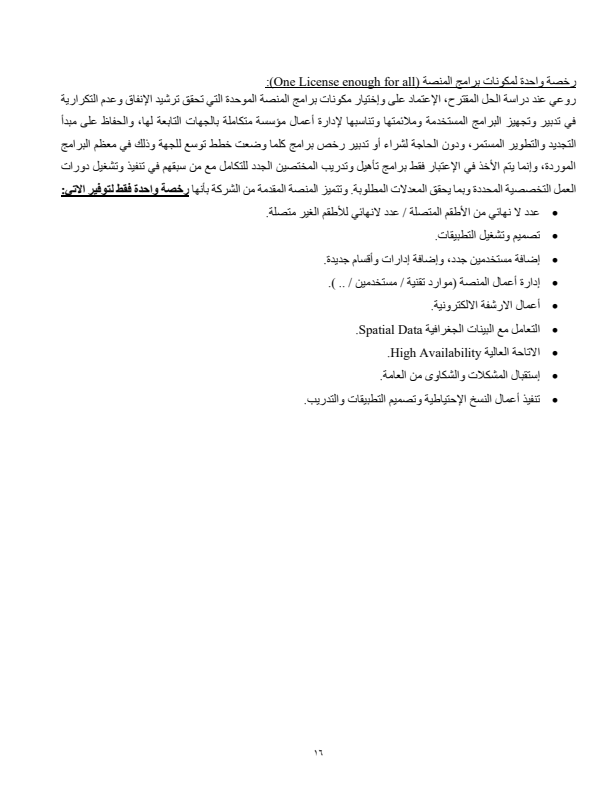 رخصة واحدة لمكونات برامج المنصة (One License enough for all):
روعي عند دراسة الحل المقترح، الإعتماد على وإختيار مكونات برامج المنصة الموحدة التي تحقق ترشيد الإنفاق وعدم التكرارية
في تدبير وتجهيز البرامج المستخدمة وملائمتها وتناسبها لإدارة أعمال مؤسسة متكاملة بالجهات التابعة لها، والحفاظ على مبدأ
التجديد والتطوير المستمر، ودون الحاجة لشراء أو تدبير رخص برامج كلما وضعت خطط توسع للجهة وذلك في معظم البرامج
الموردة، وإنما يتم الأخذ في الإعتبار فقط برامج تأهيل وتدريب المختصين الجدد للتكامل مع من سبقهم في تنفيذ وتشغيل دورات
العمل التخصصية المحددة وبما يحقق المعدلات المطلوبة. وتتميز المنصة المقدمة من الشركة بأنها رخصة واحدة فقط لتوفير الاتي:
• عدد لا نهائي من الأطقم المتصلة / عدد لانهائي للأطقم الغير متصلة.
• تصميم وتشغيل التطبيقات.
• إضافة مستخدمين جدد، وإضافة إدارات وأقسام جديدة.
• إدارة أعمال المنصة (موارد تقنية / مستخدمين / .. ).
• أعمال الارشفة الالكترونية.
• التعامل مع البينات الجغرافية Spatial Data.
• الاتاحة العالية High Availability.
• إستقبال المشكلات والشكاوى من العامة.
• تنفيذ أعمال النسخ الإحتياطية وتصميم التطبيقات والتدريب.
١٦